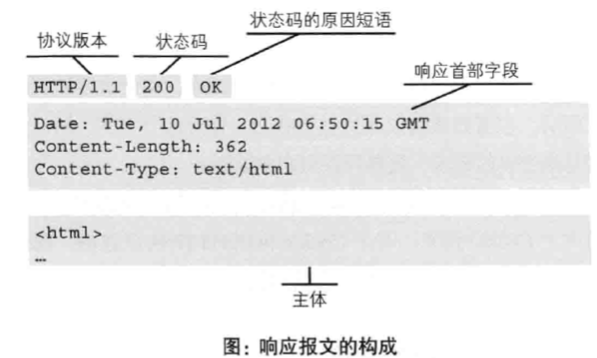 状态码的原因短语
协议版本 状态码
HTTP/1.1 200 OK
响应首部字段
Date: Tue, 10 Jul 2012 06:50:15 GMT
Content-Length: 362
Content-Type: text/html
<html>
…
主体
图：响应报文的构成